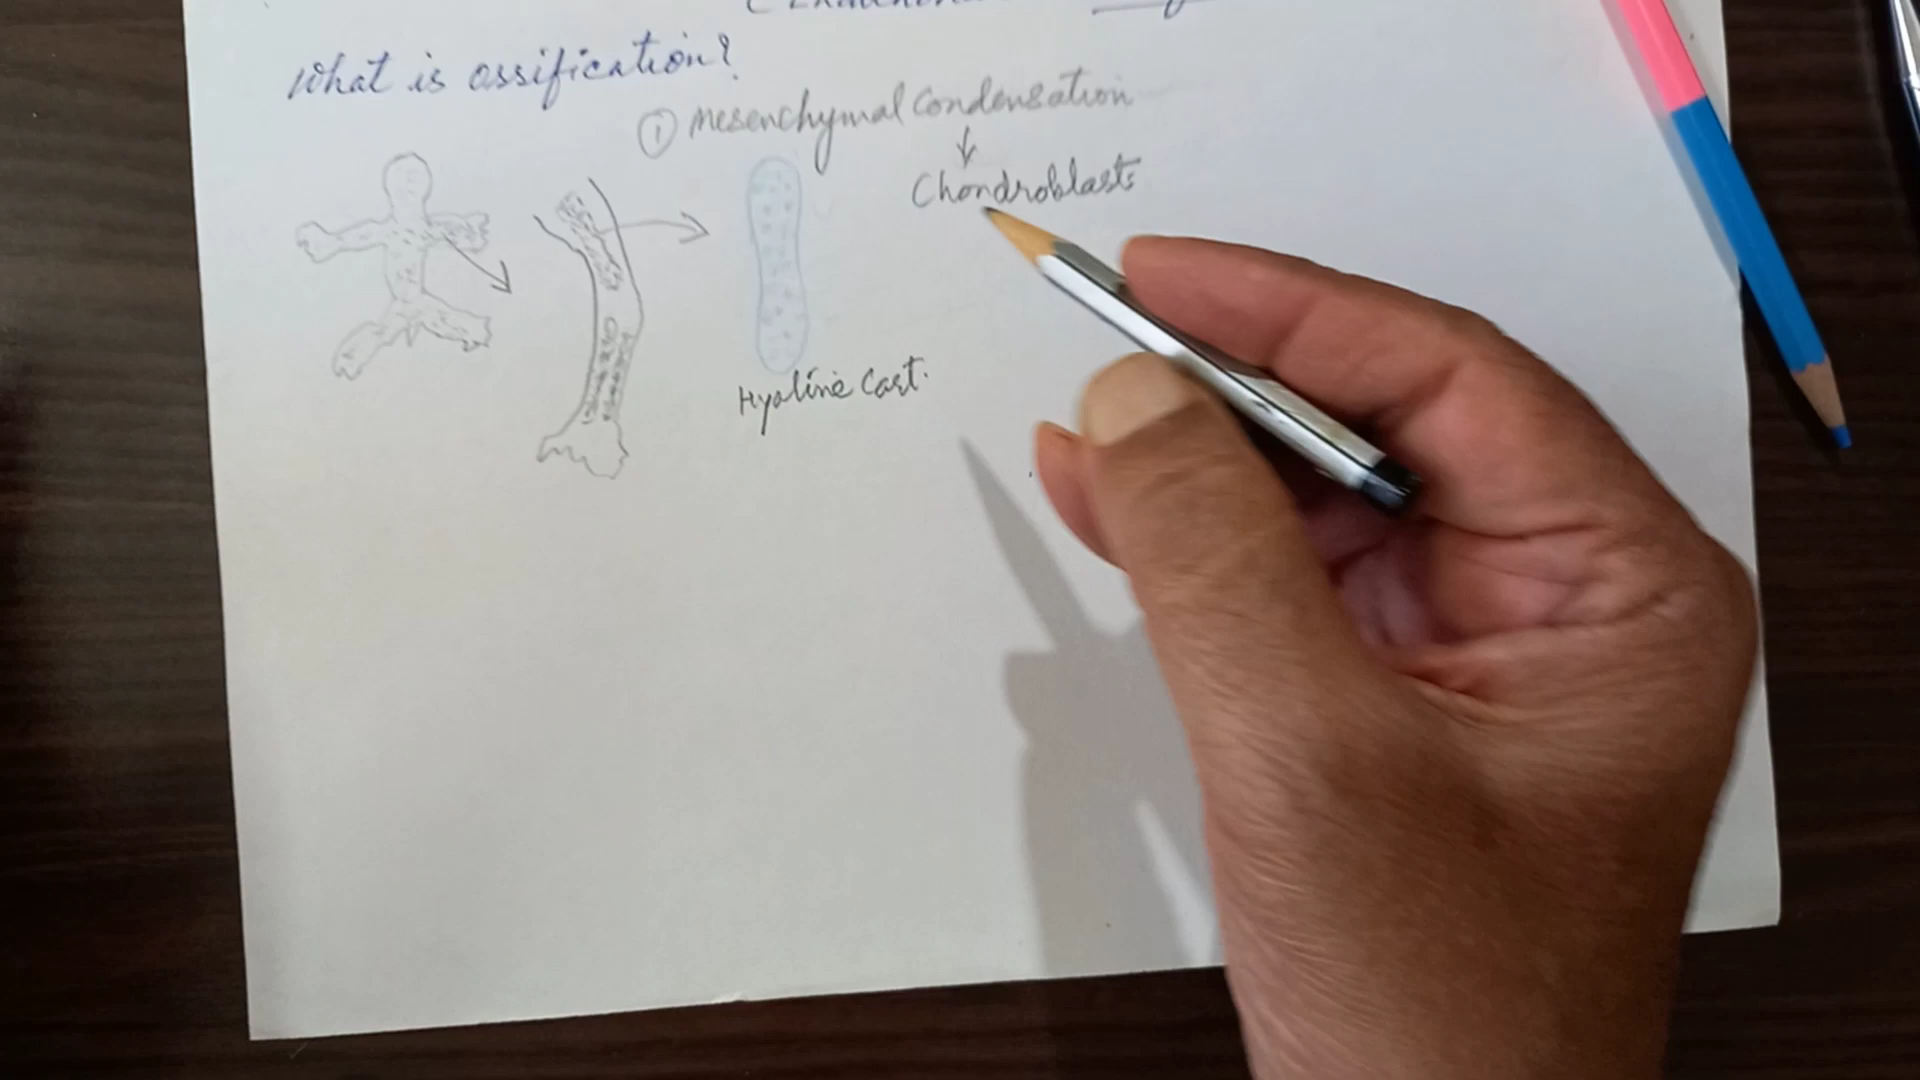 What is ossification?
① Mesenchymal Condensation
↓
Chondroblasts
Hyaline Cart.